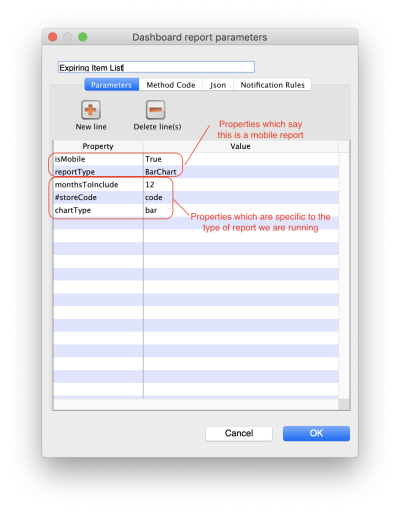 Dashboard report parameters
Expiring Item List
Parameters Method Code Json Notification Rules
New line Delete line(s)
Properties which say
this is a mobile report
Property Value
isMobile True
reportType BarChart
monthsToInclude 12
#storeCode code
chartType bar
Properties which are specific to the
type of report we are running
Cancel OK